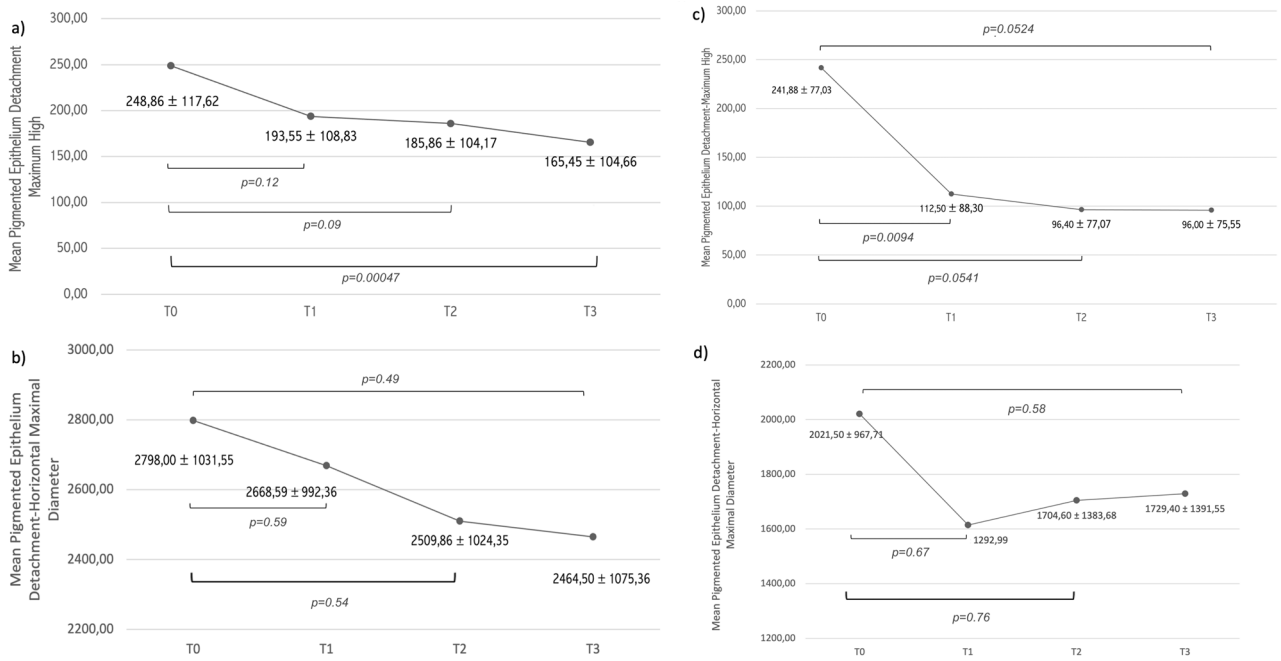 a)
Mean Pigmented Epithelium Detachment
Maximum High
300,00
250,00
200,00
150,00
100,00
50,00
0,00
248,86 ± 117,62
193,55 ± 108,83
185,86 ± 104,17
165,45 ± 104,66
p=0.12
p=0.09
p=0.00047
T0
T1
T2
T3
b)
Mean Pigmented Epithelium
Detachment-Horizontal Maximal
Diameter
3000,00
2800,00
2600,00
2400,00
2200,00
p=0.49
2798,00 ± 1031,55
2668,59 ± 992,36
2509,86 ± 1024,35
2464,50 ± 1075,36
p=0.59
p=0.54
T0
T1
T2
T3
c)
Mean Pigmented Epithelium Detachment-Maximum High
300,00
250,00
200,00
150,00
100,00
50,00
0,00
p=0.0524
241,88 ± 77,03
112,50 ± 88,30
96,40 ± 77,07
96,00 ± 75,55
p=0.0094
p=0.0541
T0
T1
T2
T3
d)
Mean Pigmented Epithelium Detachment-Horizontal
Maximal Diameter
2200,00
2000,00
1800,00
1600,00
1400,00
1200,00
p=0.58
2021,50 ± 967,71
1292,99
1704,60 ± 1383,68
1729,40 ± 1391,55
p=0.67
p=0.76
T0
T1
T2
T3